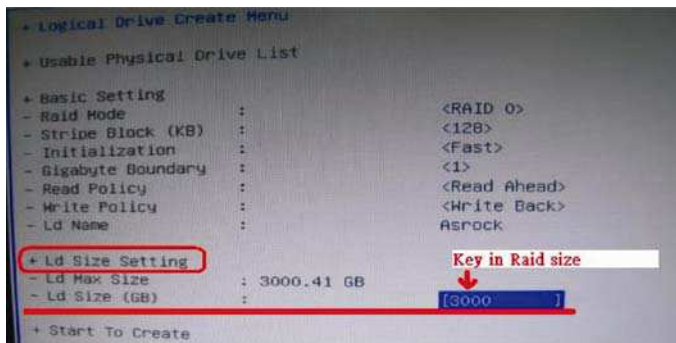 + Logical Drive Create Menu
+ Usable Physical Drive List
+ Basic Setting
- Raid Mode : <RAID 0>
- Stripe Block (KB) : <128>
- Initialization : <Fast>
- Gigabyte Boundary : <1>
- Read Policy : <Read Ahead>
- Write Policy : <Write Back>
- Ld Name : Asrock
+ Ld Size Setting
Key in Raid size
- Ld Max Size : 3000.41 GB
- Ld Size (GB) : [3000 ]
+ Start To Create